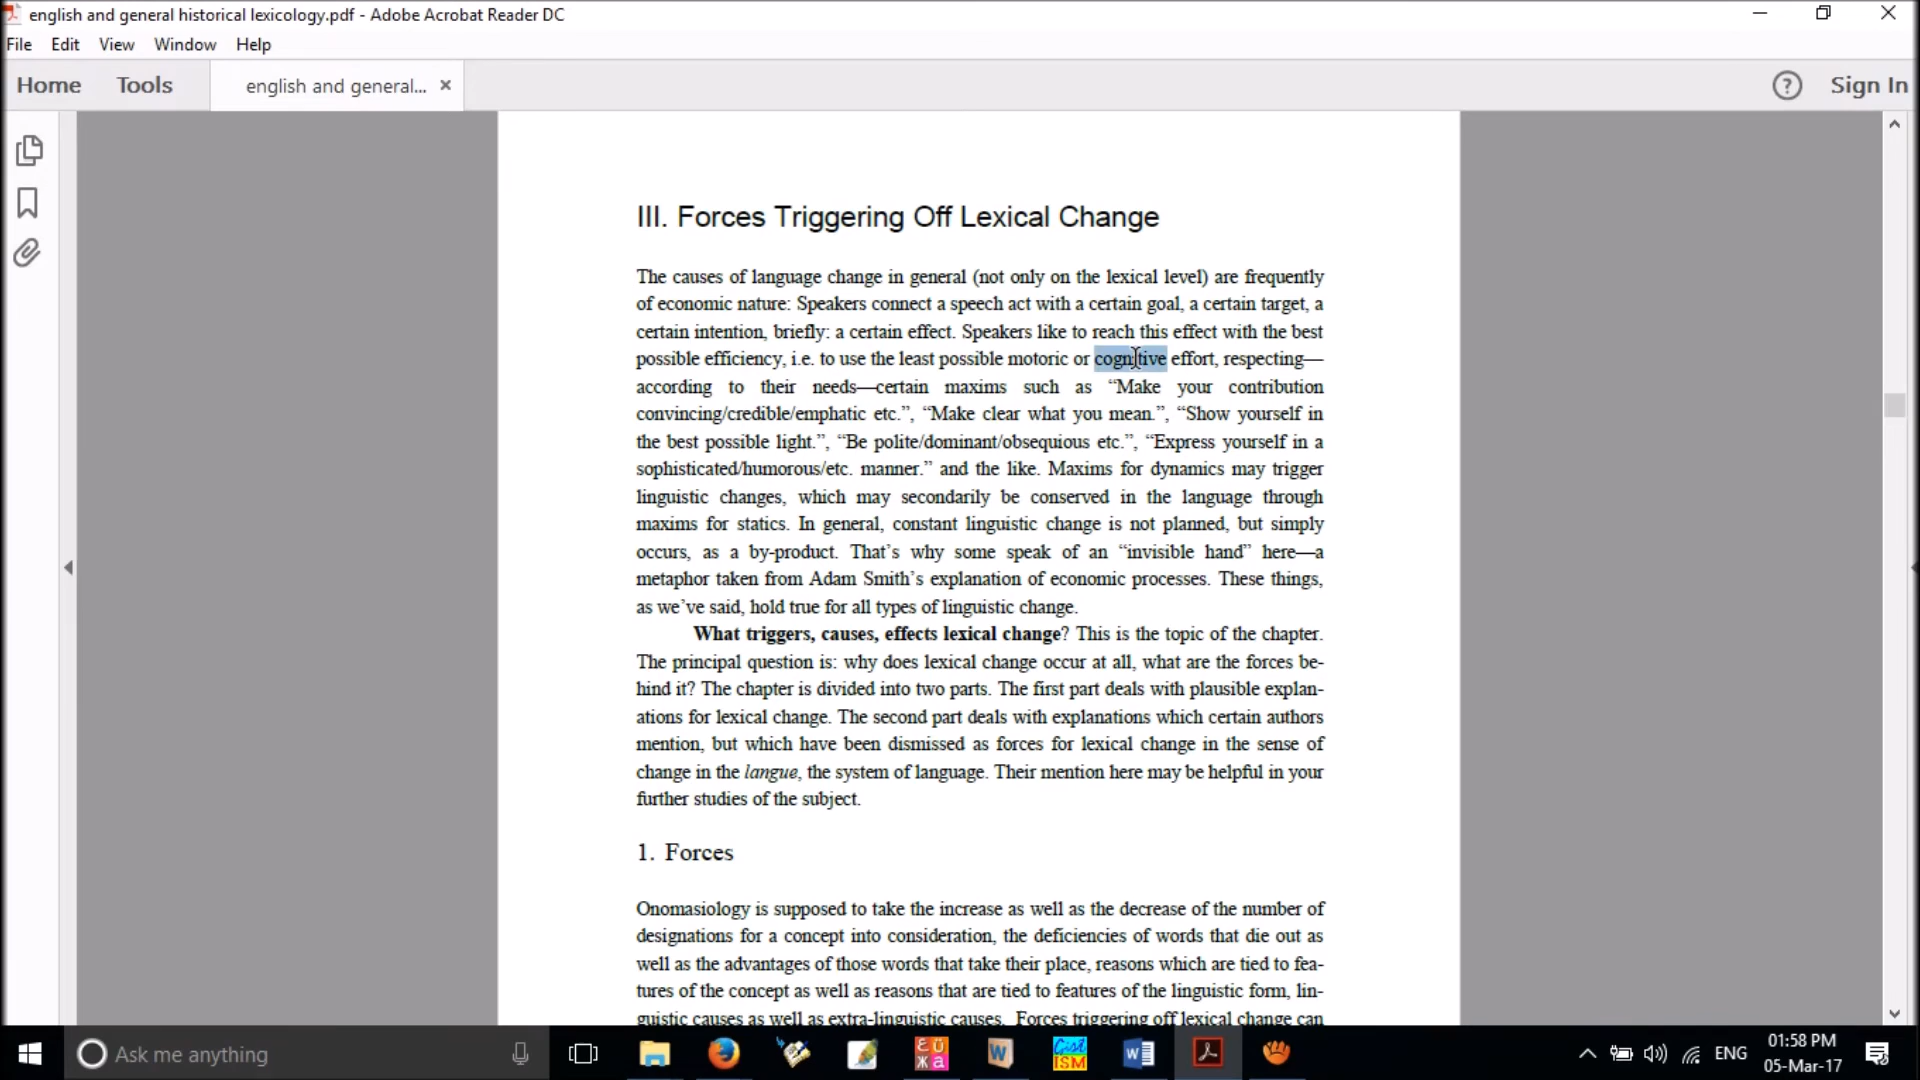 english and general historical lexicology.pdf - Adobe Acrobat Reader DC
File Edit View Window Help
Home Tools english and general... × ? Sign In
III. Forces Triggering Off Lexical Change
The causes of language change in general (not only on the lexical level) are frequently
of economic nature: Speakers connect a speech act with a certain goal, a certain target, a
certain intention, briefly: a certain effect. Speakers like to reach this effect with the best
possible efficiency, i.e. to use the least possible motoric or cognitive effort, respecting—
according to their needs—certain maxims such as “Make your contribution
convincing/credible/emphatic etc.”, “Make clear what you mean.”, “Show yourself in
the best possible light.”, “Be polite/dominant/obsequious etc.”, “Express yourself in a
sophisticated/humorous/etc. manner.” and the like. Maxims for dynamics may trigger
linguistic changes, which may secondarily be conserved in the language through
maxims for statics. In general, constant linguistic change is not planned, but simply
occurs, as a by-product. That’s why some speak of an “invisible hand” here—a
metaphor taken from Adam Smith’s explanation of economic processes. These things,
as we’ve said, hold true for all types of linguistic change.
What triggers, causes, effects lexical change? This is the topic of the chapter.
The principal question is: why does lexical change occur at all, what are the forces be-
hind it? The chapter is divided into two parts. The first part deals with plausible explan-
ations for lexical change. The second part deals with explanations which certain authors
mention, but which have been dismissed as forces for lexical change in the sense of
change in the langue, the system of language. Their mention here may be helpful in your
further studies of the subject.
1. Forces
Onomasiology is supposed to take the increase as well as the decrease of the number of
designations for a concept into consideration, the deficiencies of words that die out as
well as the advantages of those words that take their place, reasons which are tied to fea-
tures of the concept as well as reasons that are tied to features of the linguistic form, lin-
guistic causes as well as extra-linguistic causes. Forces triggering off lexical change can
Ask me anything
ENG
01:58 PM
05-Mar-17